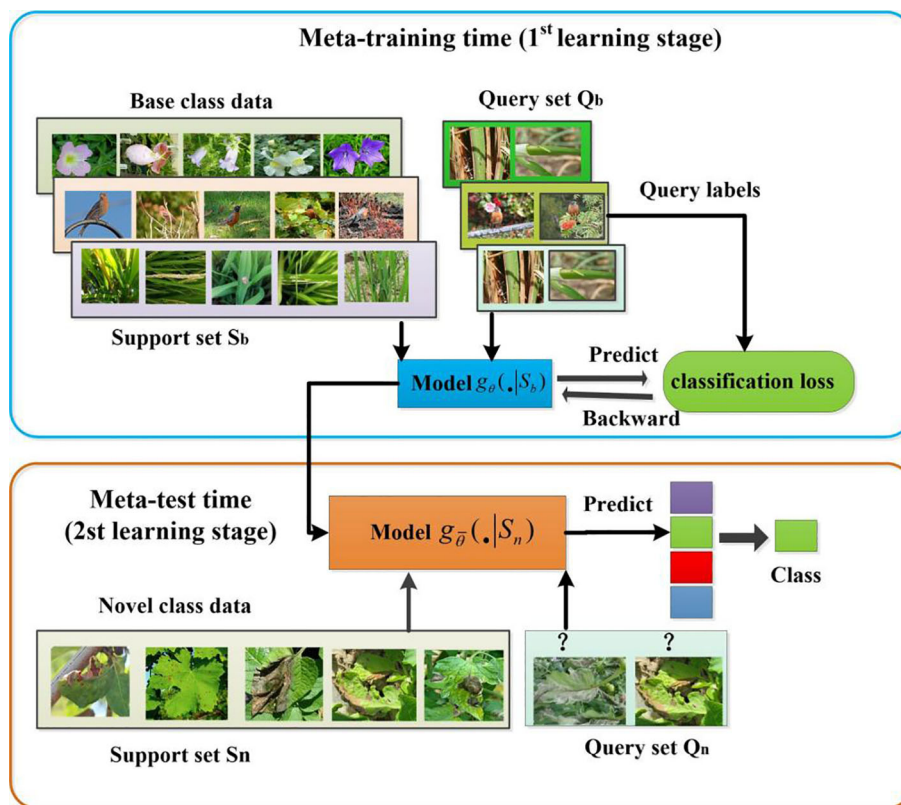 Meta-training time (1st learning stage)
Base class data
Query set Qb
Query labels
Support set Sb
Predict
Model gθ(.|Sb)
classification loss
Backward
Meta-test time
(2st learning stage)
Predict
Model gθ̄(.|Sn)
Class
Novel class data
? ?
Support set Sn
Query set Qn